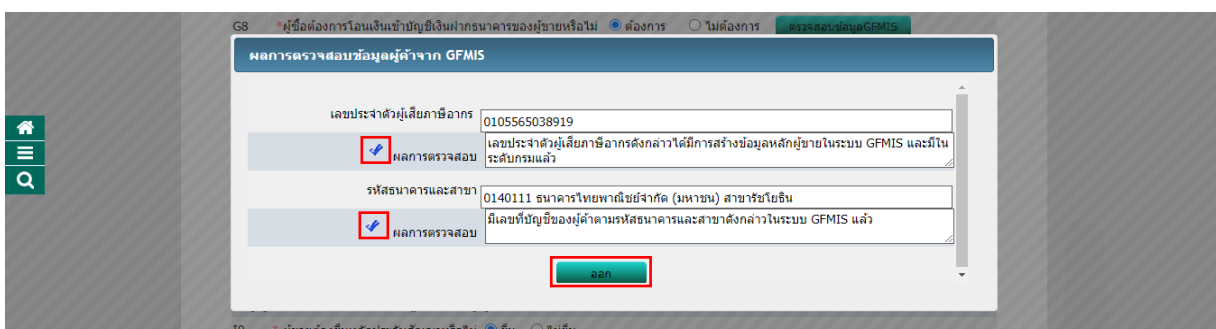 G8 *ผู้ซื้อต้องการโอนเงินเข้าบัญชีเงินฝากธนาคารของผู้ขายหรือไม่ ต้องการ ไม่ต้องการ ตรวจสอบข้อมูลGFMIS
ผลการตรวจสอบข้อมูลผู้ค้าจาก GFMIS
เลขประจำตัวผู้เสียภาษีอากร 0105565038919
ผลการตรวจสอบ เลขประจำตัวผู้เสียภาษีอากรดังกล่าวได้มีการสร้างข้อมูลหลักผู้ขายในระบบ GFMIS และมีใน
ระดับกรมแล้ว
รหัสธนาคารและสาขา 0140111 ธนาคารไทยพาณิชย์จำกัด (มหาชน) สาขารัชโยธิน
ผลการตรวจสอบ มีเลขที่บัญชีของผู้ค้าตามรหัสธนาคารและสาขาดังกล่าวในระบบ GFMIS แล้ว
ออก